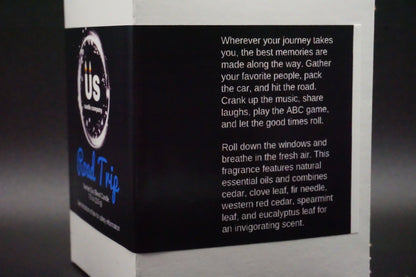 Üs
Road Trip
Wherever your journey takes
you, the best memories are
made along the way. Gather
your favorite people, pack
the car, and hit the road.
Crank up the music, share
laughs, play the ABC game,
and let the good times roll.
Roll down the windows and
breathe in the fresh air. This
fragrance features natural
essential oils and combines
cedar, clove leaf, fir needle,
western red cedar, spearmint
leaf, and eucalyptus leaf for
an invigorating scent.